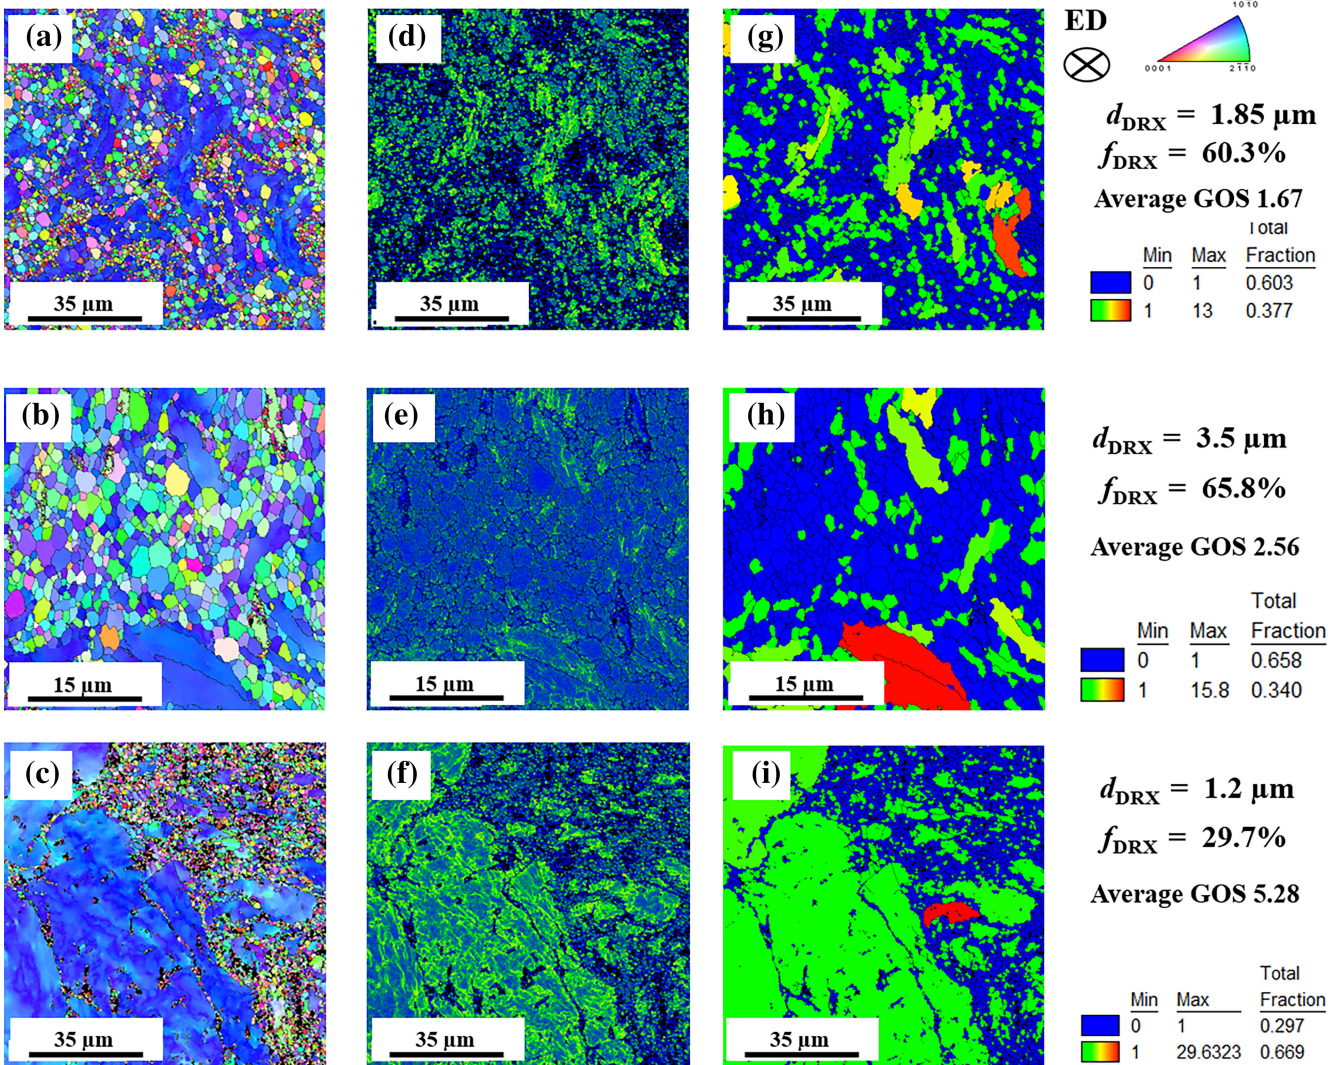 (a)
(d)
(g)
ED
1010
0001
2110
35 µm
35 µm
35 µm
dDRX = 1.85 µm
fDRX = 60.3%
Average GOS 1.67
Total
Min Max Fraction
0 1 0.603
1 13 0.377
(b)
(e)
(h)
15 µm
15 µm
15 µm
dDRX = 3.5 µm
fDRX = 65.8%
Average GOS 2.56
Total
Min Max Fraction
0 1 0.658
1 15.8 0.340
(c)
(f)
(i)
35 µm
35 µm
35 µm
dDRX = 1.2 µm
fDRX = 29.7%
Average GOS 5.28
Total
Min Max Fraction
0 1 0.297
1 29.6323 0.669